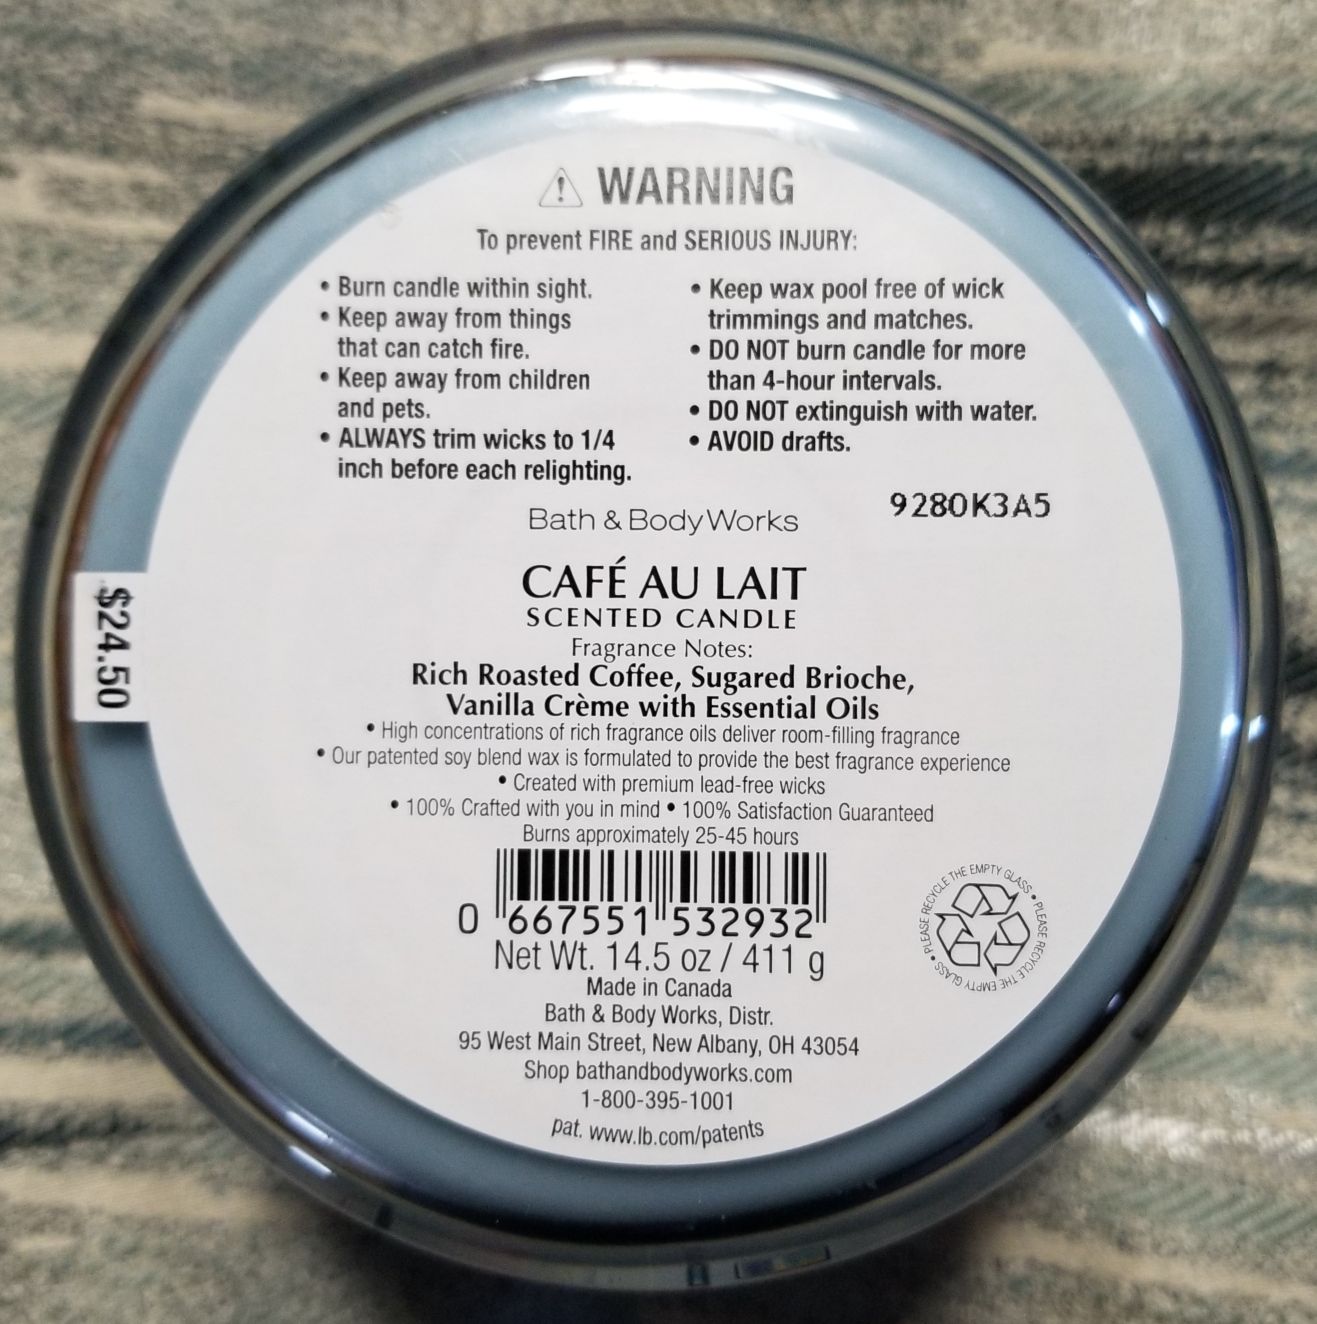 WARNING
To prevent FIRE and SERIOUS INJURY:
• Burn candle within sight.
• Keep away from things
that can catch fire.
• Keep away from children
and pets.
• ALWAYS trim wicks to 1/4
inch before each relighting.
• Keep wax pool free of wick
trimmings and matches.
• DO NOT burn candle for more
than 4-hour intervals.
• DO NOT extinguish with water.
• AVOID drafts.
9280K3A5
Bath & Body Works
CAFÉ AU LAIT
SCENTED CANDLE
Fragrance Notes:
Rich Roasted Coffee, Sugared Brioche,
Vanilla Crème with Essential Oils
• High concentrations of rich fragrance oils deliver room-filling fragrance
• Our patented soy blend wax is formulated to provide the best fragrance experience
• Created with premium lead-free wicks
• 100% Crafted with you in mind • 100% Satisfaction Guaranteed
Burns approximately 25-45 hours
0 667551 532932
Net Wt. 14.5 oz / 411 g
Made in Canada
Bath & Body Works, Distr.
95 West Main Street, New Albany, OH 43054
Shop bathandbodyworks.com
1-800-395-1001
pat. www.lb.com/patents
$24.50
PLEASE RECYCLE THE EMPTY GLASS • PLEASE RECYCLE THE EMPTY GLASS •